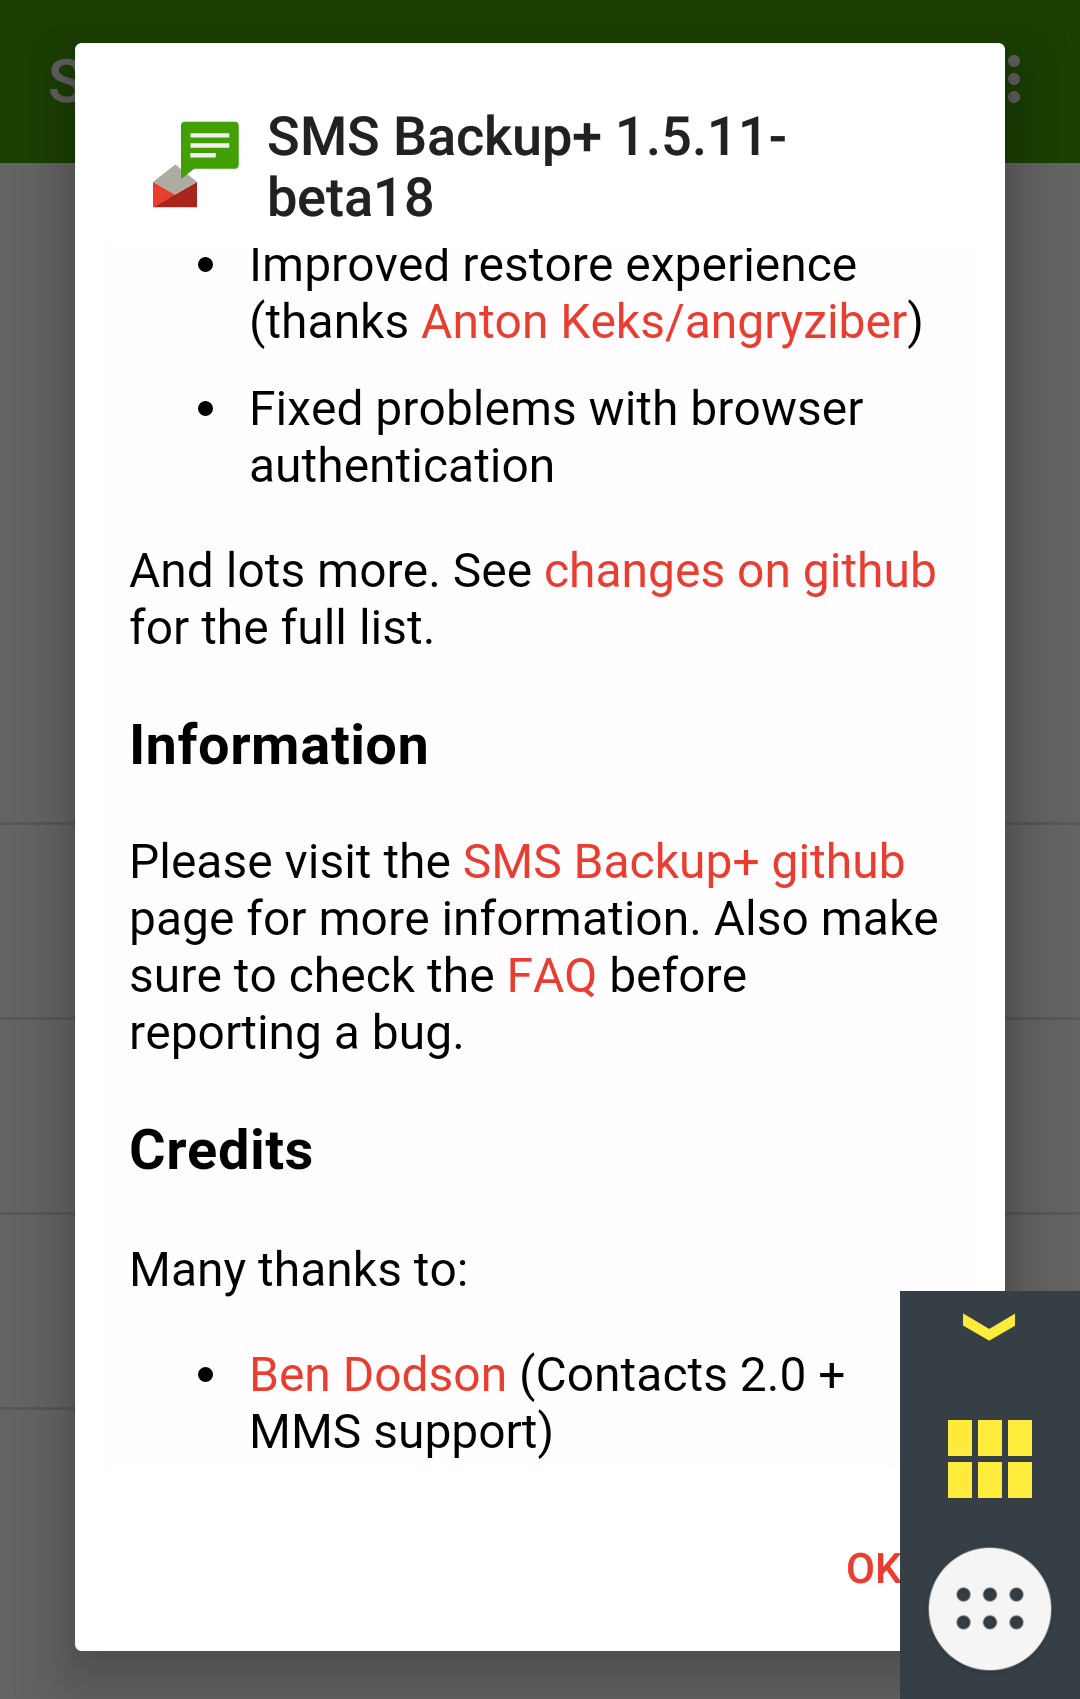 S
SMS Backup+ 1.5.11-
beta18
• Improved restore experience
(thanks Anton Keks/angryziber)
• Fixed problems with browser
authentication
And lots more. See changes on github
for the full list.
Information
Please visit the SMS Backup+ github
page for more information. Also make
sure to check the FAQ before
reporting a bug.
Credits
Many thanks to:
• Ben Dodson (Contacts 2.0 +
MMS support)
OK